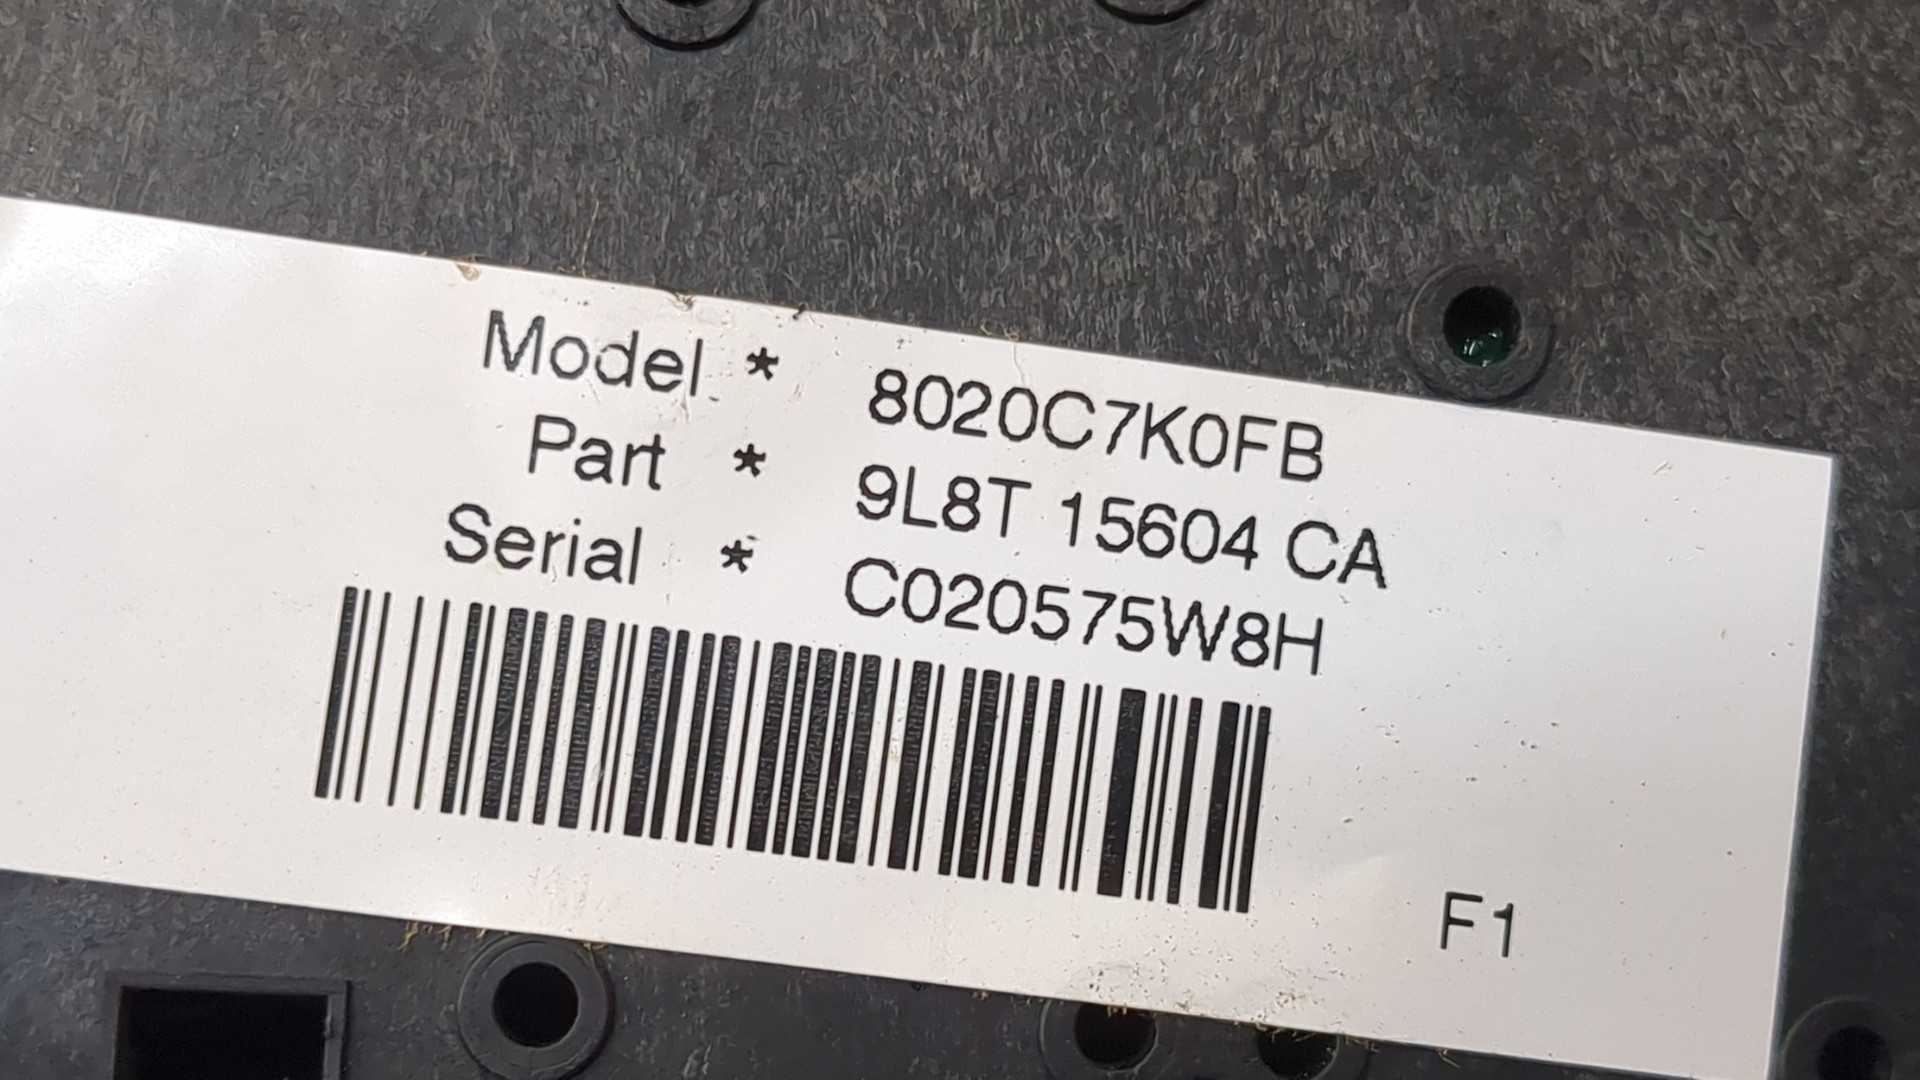 Model * 8020C7K0FB
Part * 9L8T 15604 CA
Serial * C020575W8H
F1